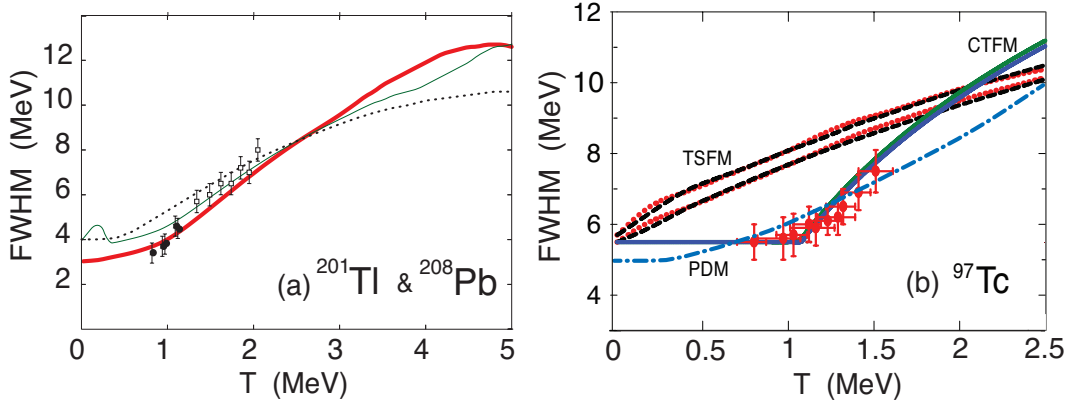 FWHM (MeV)
12
10
8
6
4
2
0 1 2 3 4 5
T (MeV)
(a) ²⁰¹Tl & ²⁰⁸Pb
FWHM (MeV)
12
10
8
6
4
0 0.5 1 1.5 2 2.5
T (MeV)
CTFM
TSFM
PDM
(b) ⁹⁷Tc